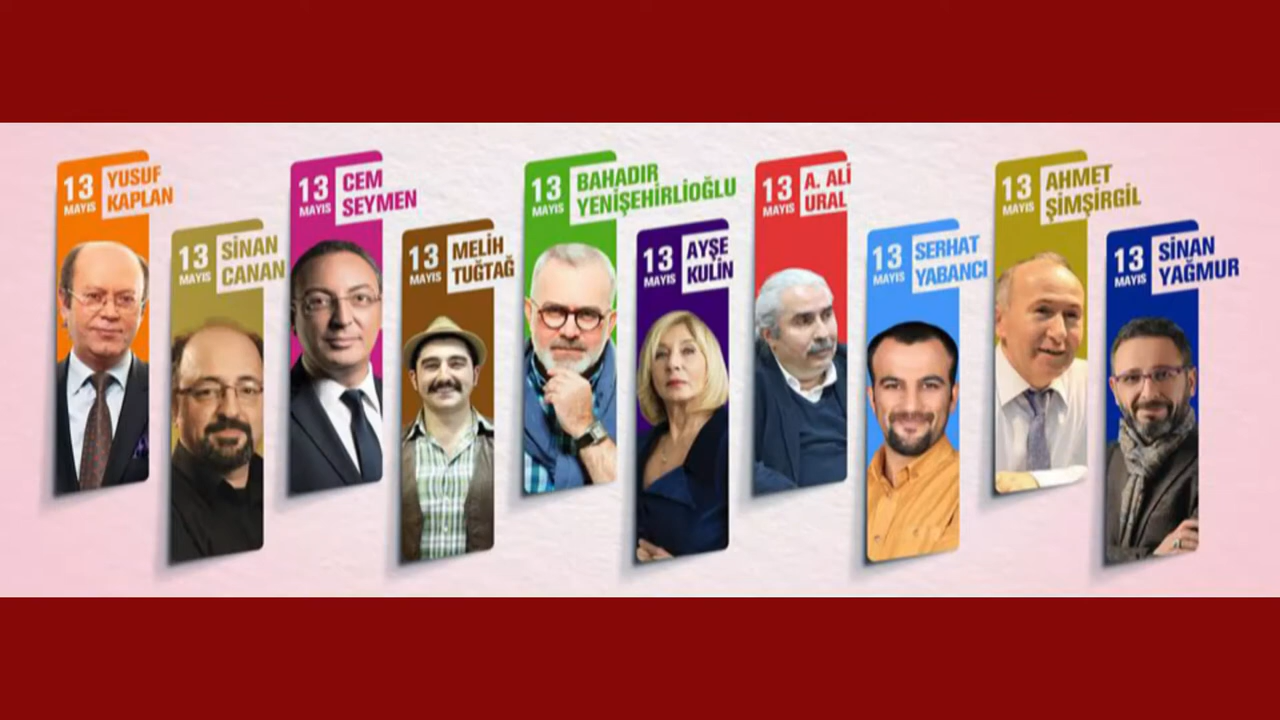 13
MAYIS
YUSUF
KAPLAN
13
MAYIS
SİNAN
CANAN
13
MAYIS
CEM
SEYMEN
13
MAYIS
MELİH
TUĞTAĞ
13
MAYIS
BAHADIR
YENİŞEHİRLİOĞLU
13
MAYIS
AYŞE
KULİN
13
MAYIS
A. ALİ
URAL
13
MAYIS
SERHAT
YABANCI
13
MAYIS
AHMET
ŞİMŞİRGİL
13
MAYIS
SİNAN
YAĞMUR